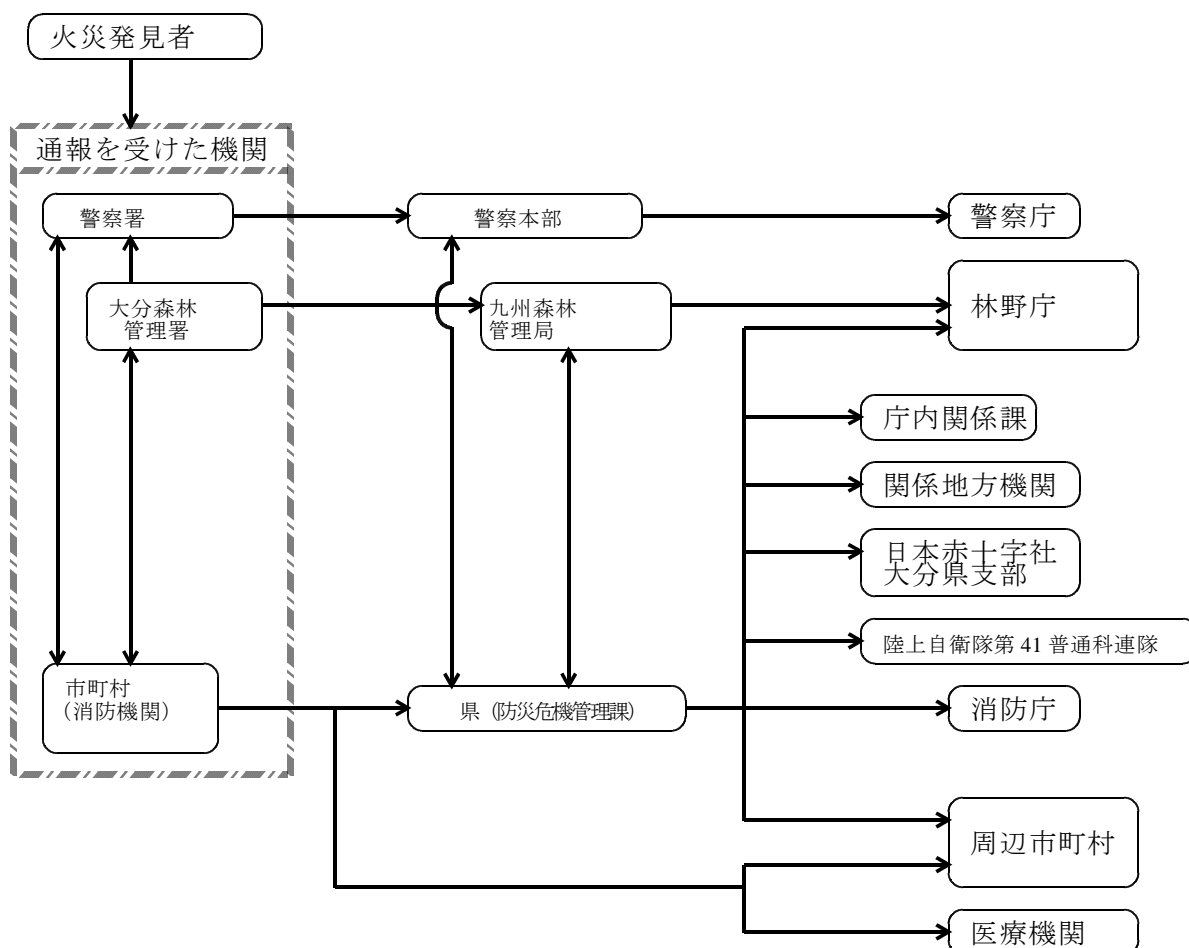 火災発見者
通報を受けた機関
警察署
警察本部
警察庁
大分森林
管理署
九州森林
管理局
林野庁
庁内関係課
関係地方機関
日本赤十字社
大分県支部
陸上自衛隊第 41 普通科連隊
市町村
（消防機関）
県（防災危機管理課）
消防庁
周辺市町村
医療機関